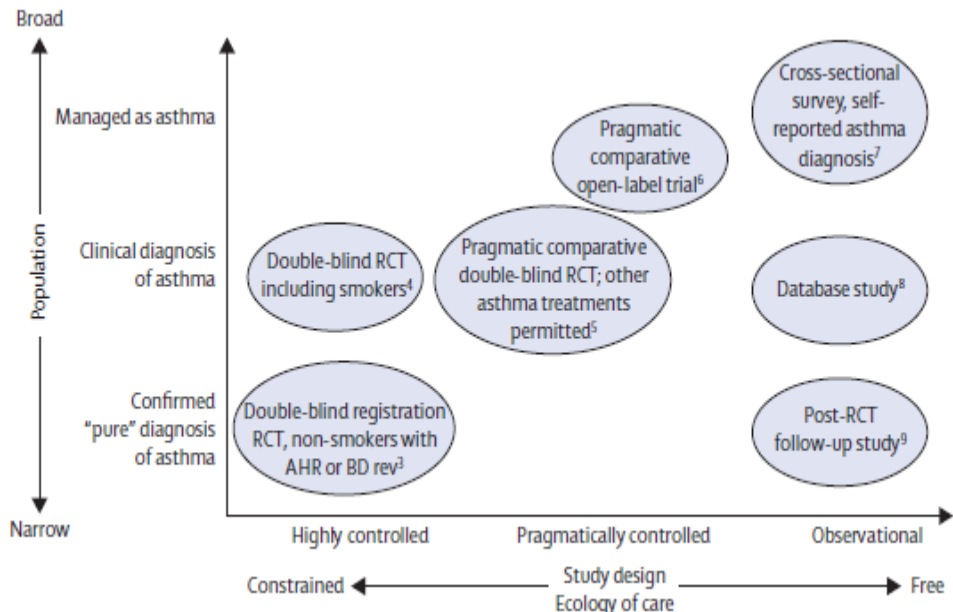 Broad
Managed as asthma
Cross-sectional
survey, self-
reported asthma
diagnosis⁷
Pragmatic
comparative
open-label trial⁶
Population
Clinical diagnosis
of asthma
Double-blind RCT
including smokers⁴
Pragmatic comparative
double-blind RCT; other
asthma treatments
permitted⁵
Database study⁸
Confirmed
“pure” diagnosis
of asthma
Double-blind registration
RCT, non-smokers with
AHR or BD rev³
Post-RCT
follow-up study⁹
Narrow
Highly controlled
Pragmatically controlled
Observational
Constrained
Study design
Ecology of care
Free